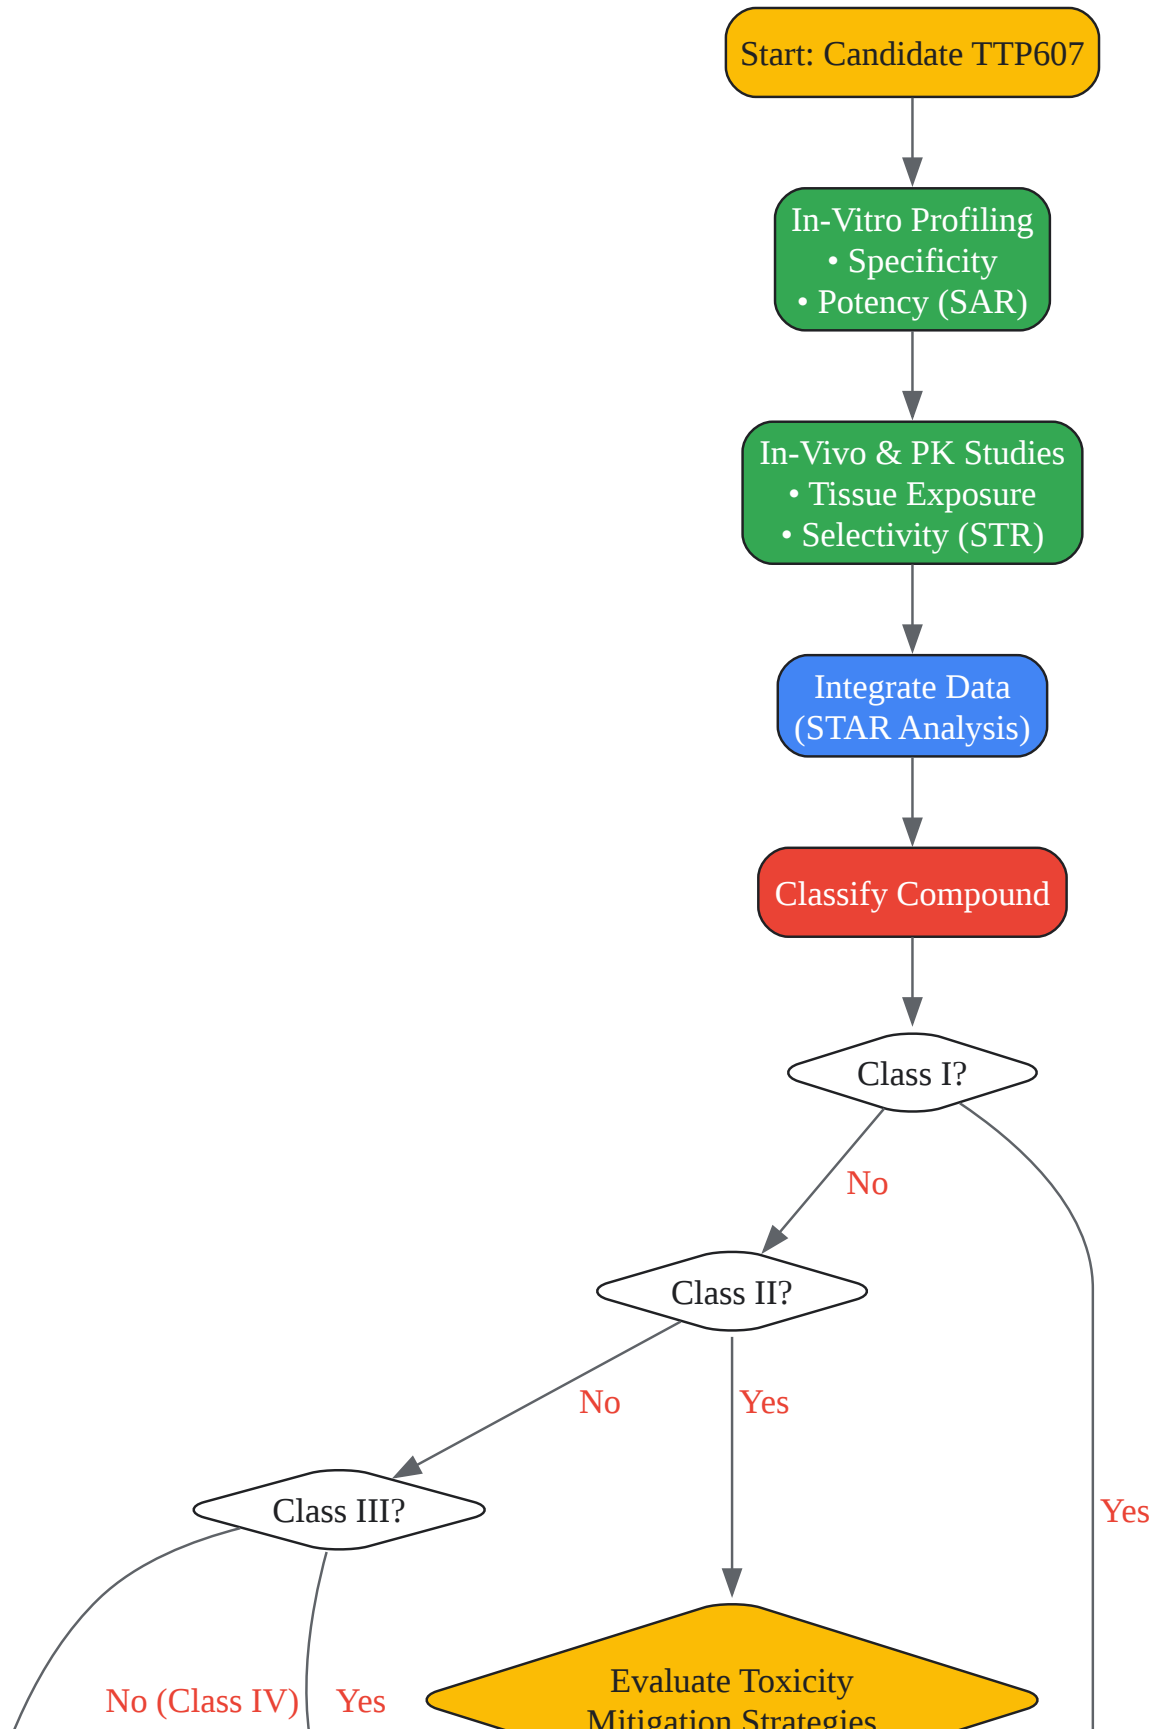 Start: Candidate TTP607
In-Vitro Profiling
• Specificity
• Potency (SAR)
In-Vivo & PK Studies
• Tissue Exposure
• Selectivity (STR)
Integrate Data
(STAR Analysis)
Classify Compound
Class I?
No
Class II?
No
Yes
Class III?
Yes
No (Class IV)
Yes
Evaluate Toxicity
Mitigation Strategies